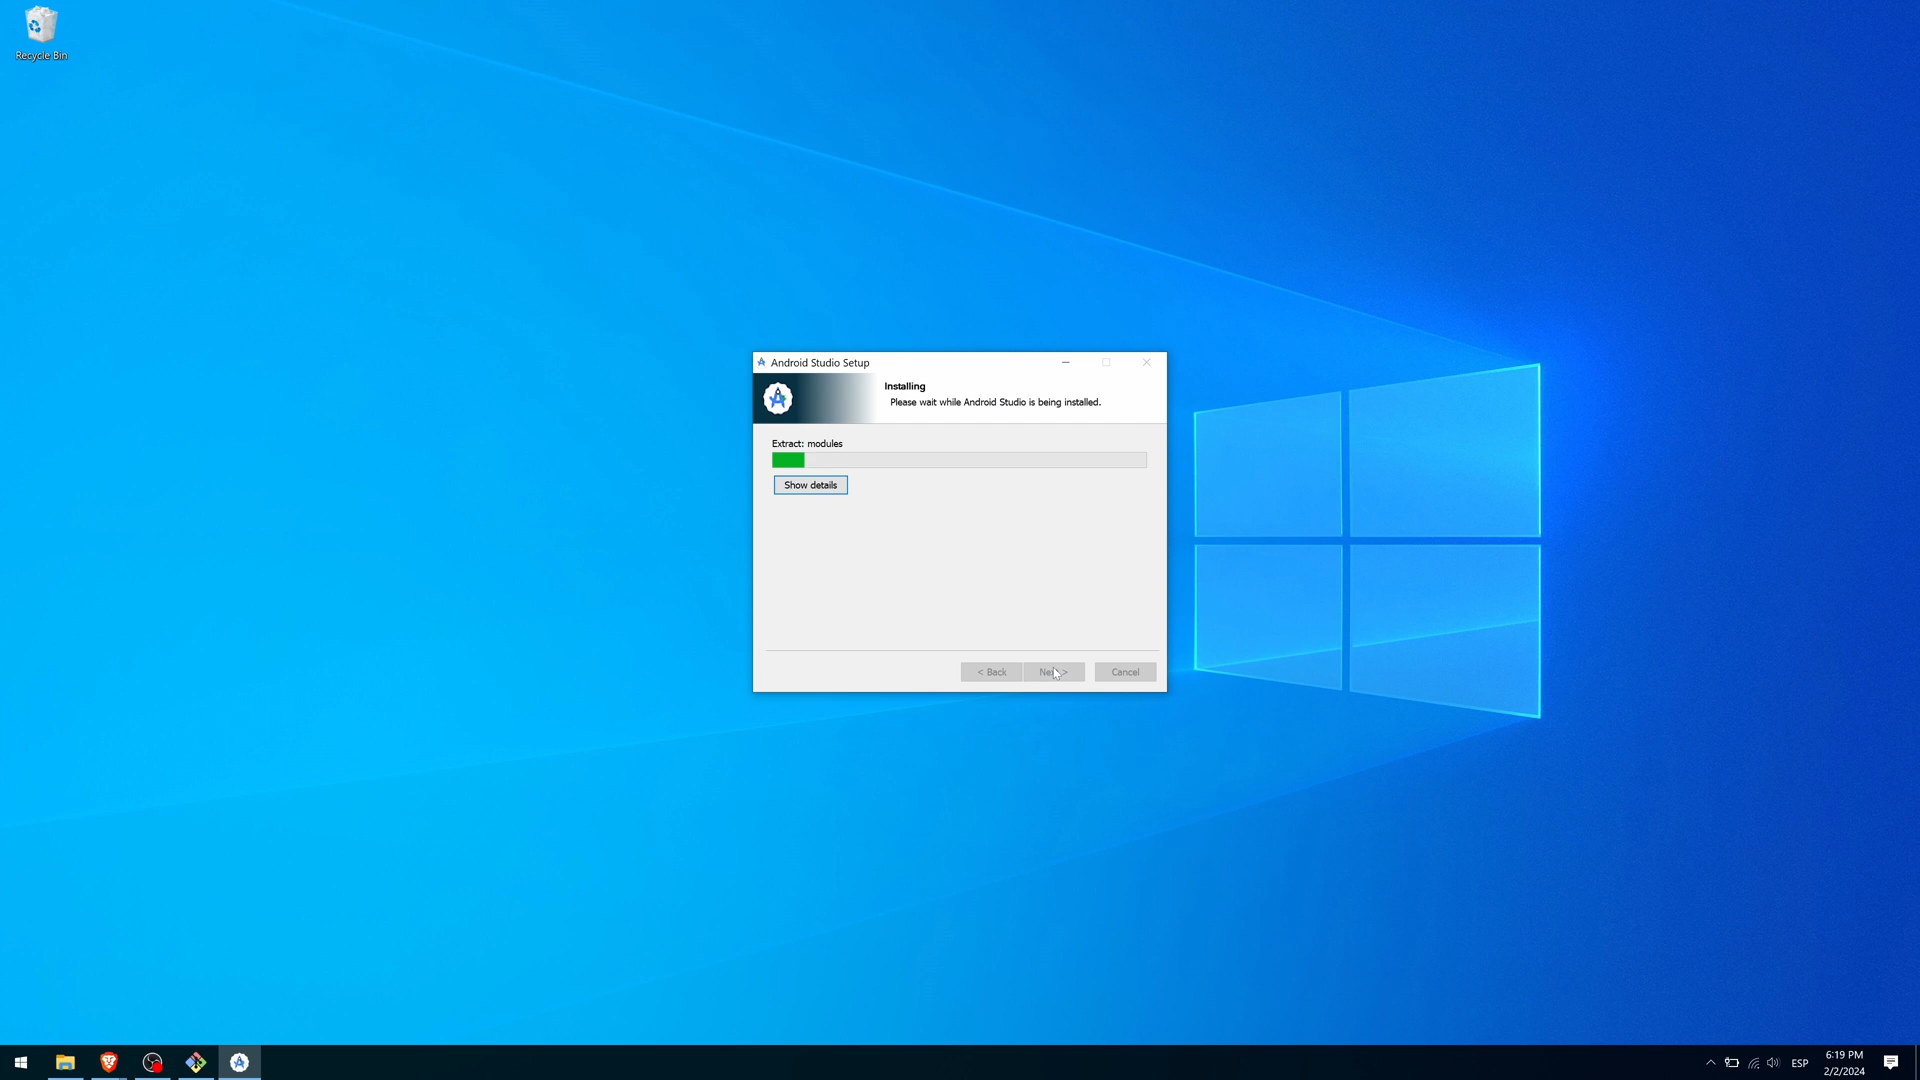 Recycle Bin
Android Studio Setup
Installing
Please wait while Android Studio is being installed.
Extract: modules
Show details
< Back
Cancel
ESP
6:19 PM
2/2/2024